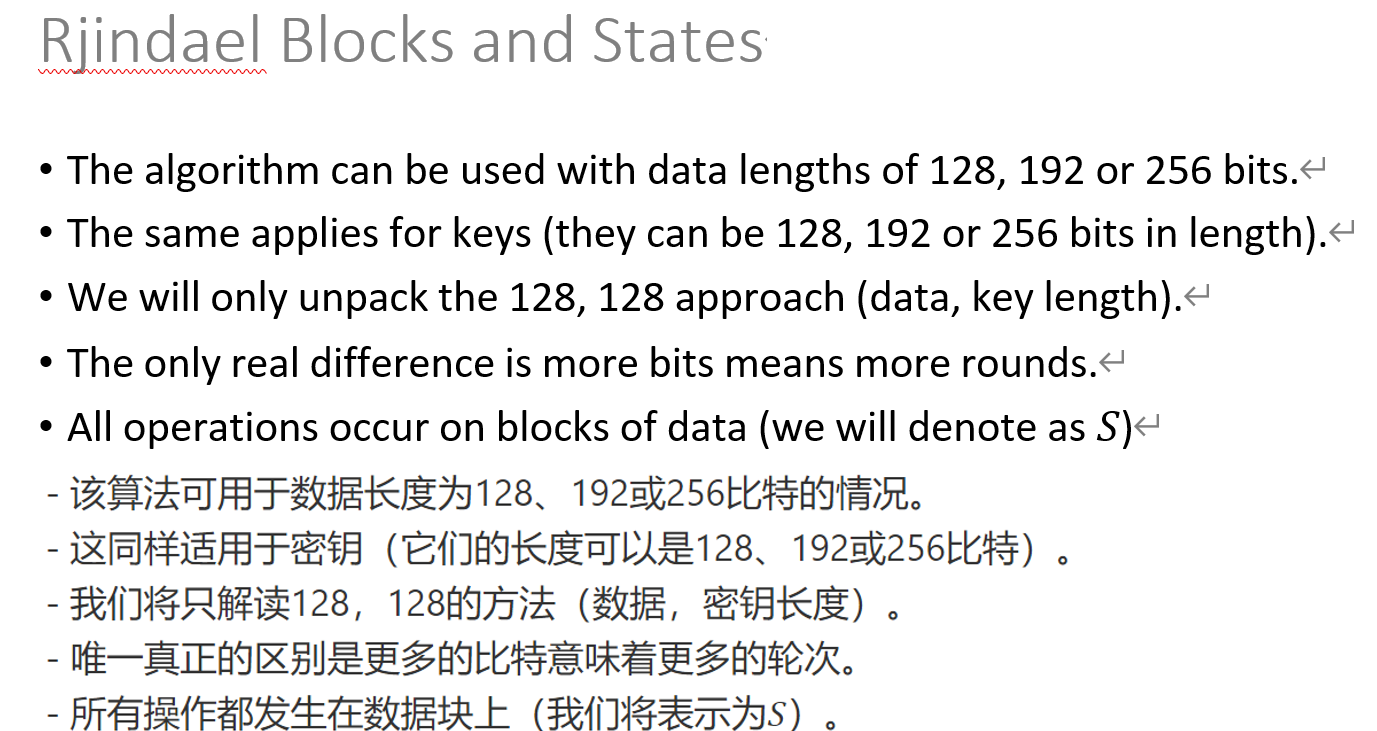 Rjindael Blocks and States
• The algorithm can be used with data lengths of 128, 192 or 256 bits.↵
• The same applies for keys (they can be 128, 192 or 256 bits in length).↵
• We will only unpack the 128, 128 approach (data, key length).↵
• The only real difference is more bits means more rounds.↵
• All operations occur on blocks of data (we will denote as S)↵
- 该算法可用于数据长度为128、192或256比特的情况。
- 这同样适用于密钥（它们的长度可以是128、192或256比特）。
- 我们将只解读128，128的方法（数据，密钥长度）。
- 唯一真正的区别是更多的比特意味着更多的轮次。
- 所有操作都发生在数据块上（我们将表示为S）。